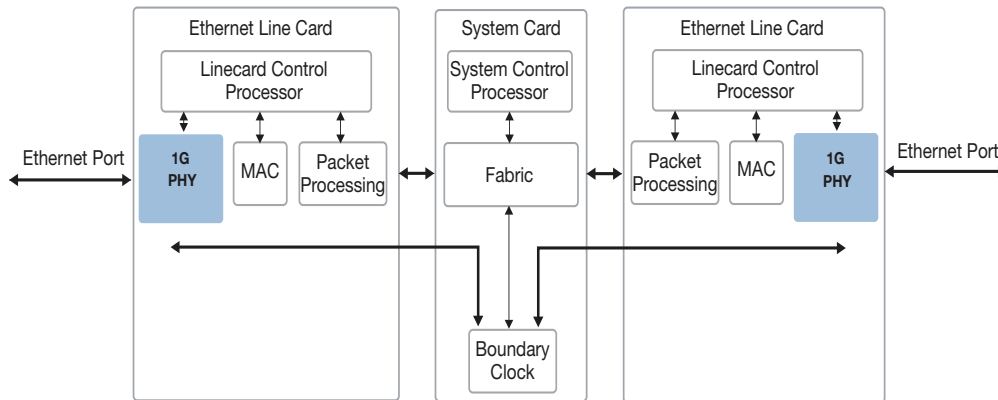 Ethernet Line Card
System Card
Ethernet Line Card
Linecard Control
Processor
System Control
Processor
Linecard Control
Processor
Ethernet Port
1G
PHY
MAC
Packet
Processing
Fabric
Packet
Processing
MAC
1G
PHY
Ethernet Port
Boundary
Clock